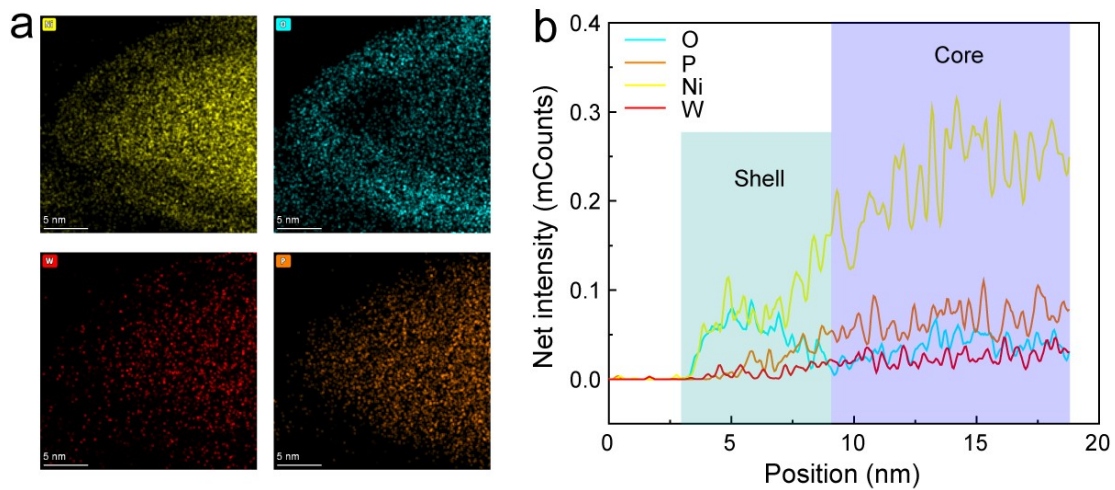 a
Ni
O
5 nm
5 nm
W
P
5 nm
5 nm
b
O
P
Ni
W
Shell
Core
Net intensity (mCounts)
0.4
0.3
0.2
0.1
0.0
0
5
10
15
20
Position (nm)